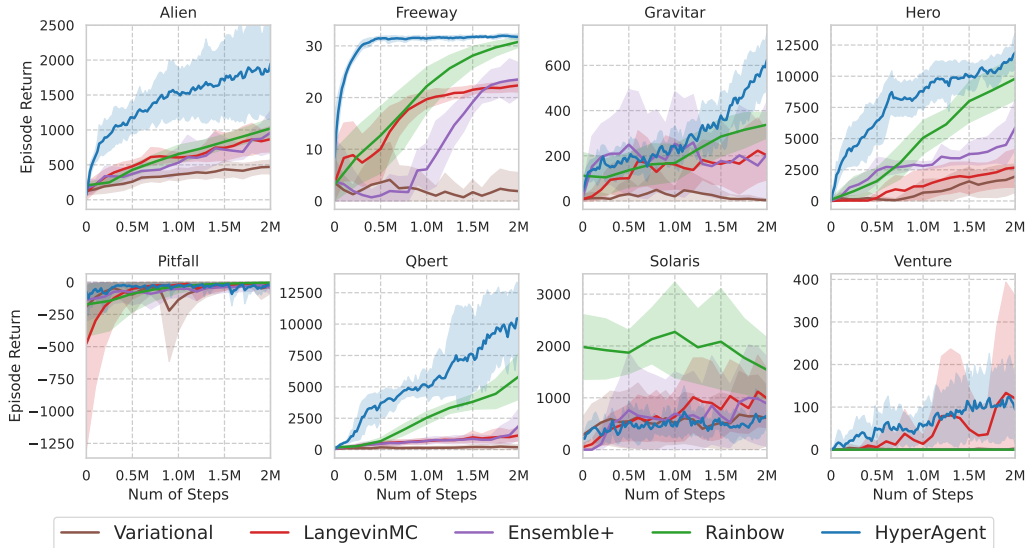 Alien Freeway Gravitar Hero
Episode Return
2500
2000
1500
1000
500
0
0 0.5M 1.0M 1.5M 2M
30
20
10
0
0 0.5M 1.0M 1.5M 2M
600
400
200
0
0 0.5M 1.0M 1.5M 2M
12500
10000
7500
5000
2500
0
0 0.5M 1.0M 1.5M 2M
Pitfall Qbert Solaris Venture
Episode Return
0
−250
−500
−750
−1000
−1250
0 0.5M 1.0M 1.5M 2M
Num of Steps
12500
10000
7500
5000
2500
0
0 0.5M 1.0M 1.5M 2M
Num of Steps
3000
2000
1000
0
0 0.5M 1.0M 1.5M 2M
Num of Steps
400
300
200
100
0
0 0.5M 1.0M 1.5M 2M
Num of Steps
Variational LangevinMC Ensemble+ Rainbow HyperAgent